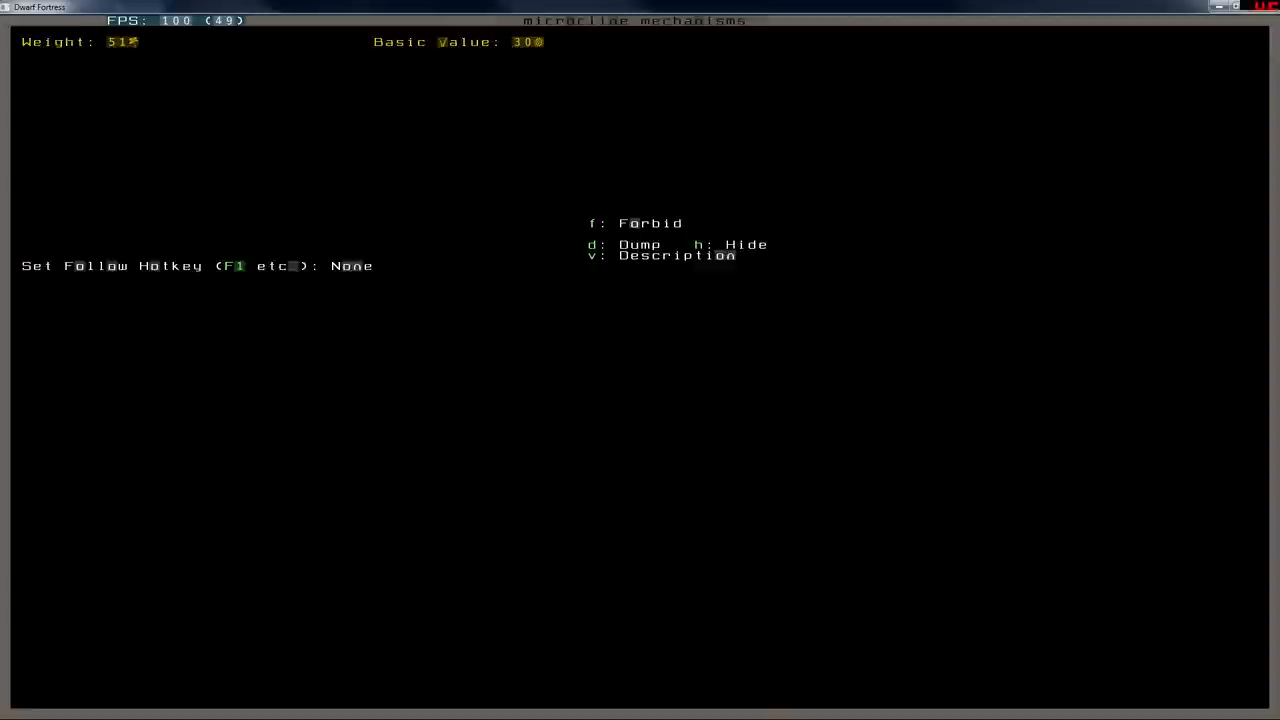 Dwarf Fortress
FPS: 100 (49)
microcline mechanisms
Weight: 51
Basic Value: 30☼
f: Forbid
d: Dump h: Hide
v: Description
Set Follow Hotkey (F1 etc.): None